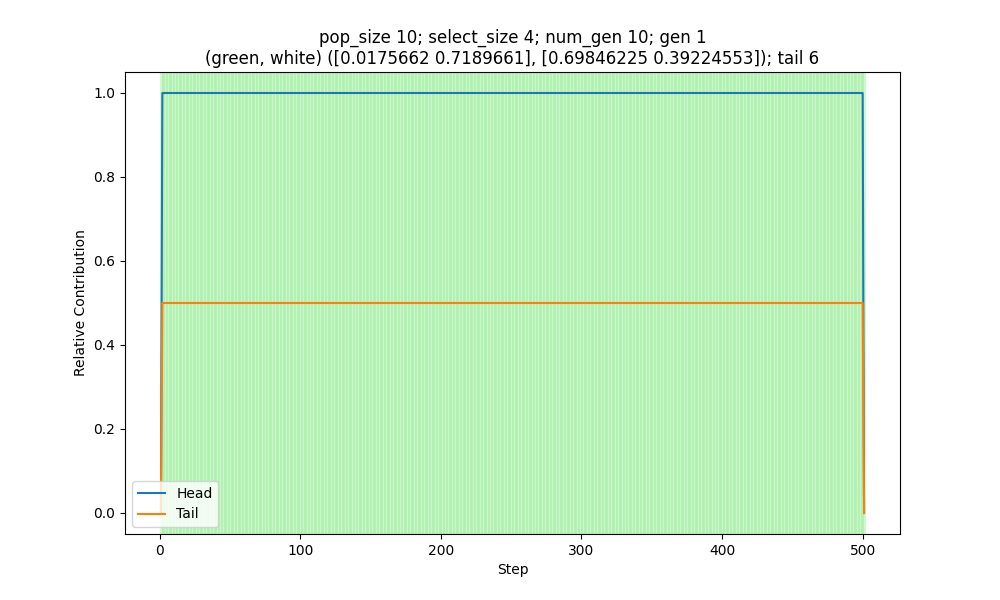 pop_size 10; select_size 4; num_gen 10; gen 1
(green, white) ([0.0175662 0.7189661], [0.69846225 0.39224553]); tail 6
1.0
0.8
0.6
0.4
0.2
0.0
Relative Contribution
Head
Tail
0 100 200 300 400 500
Step